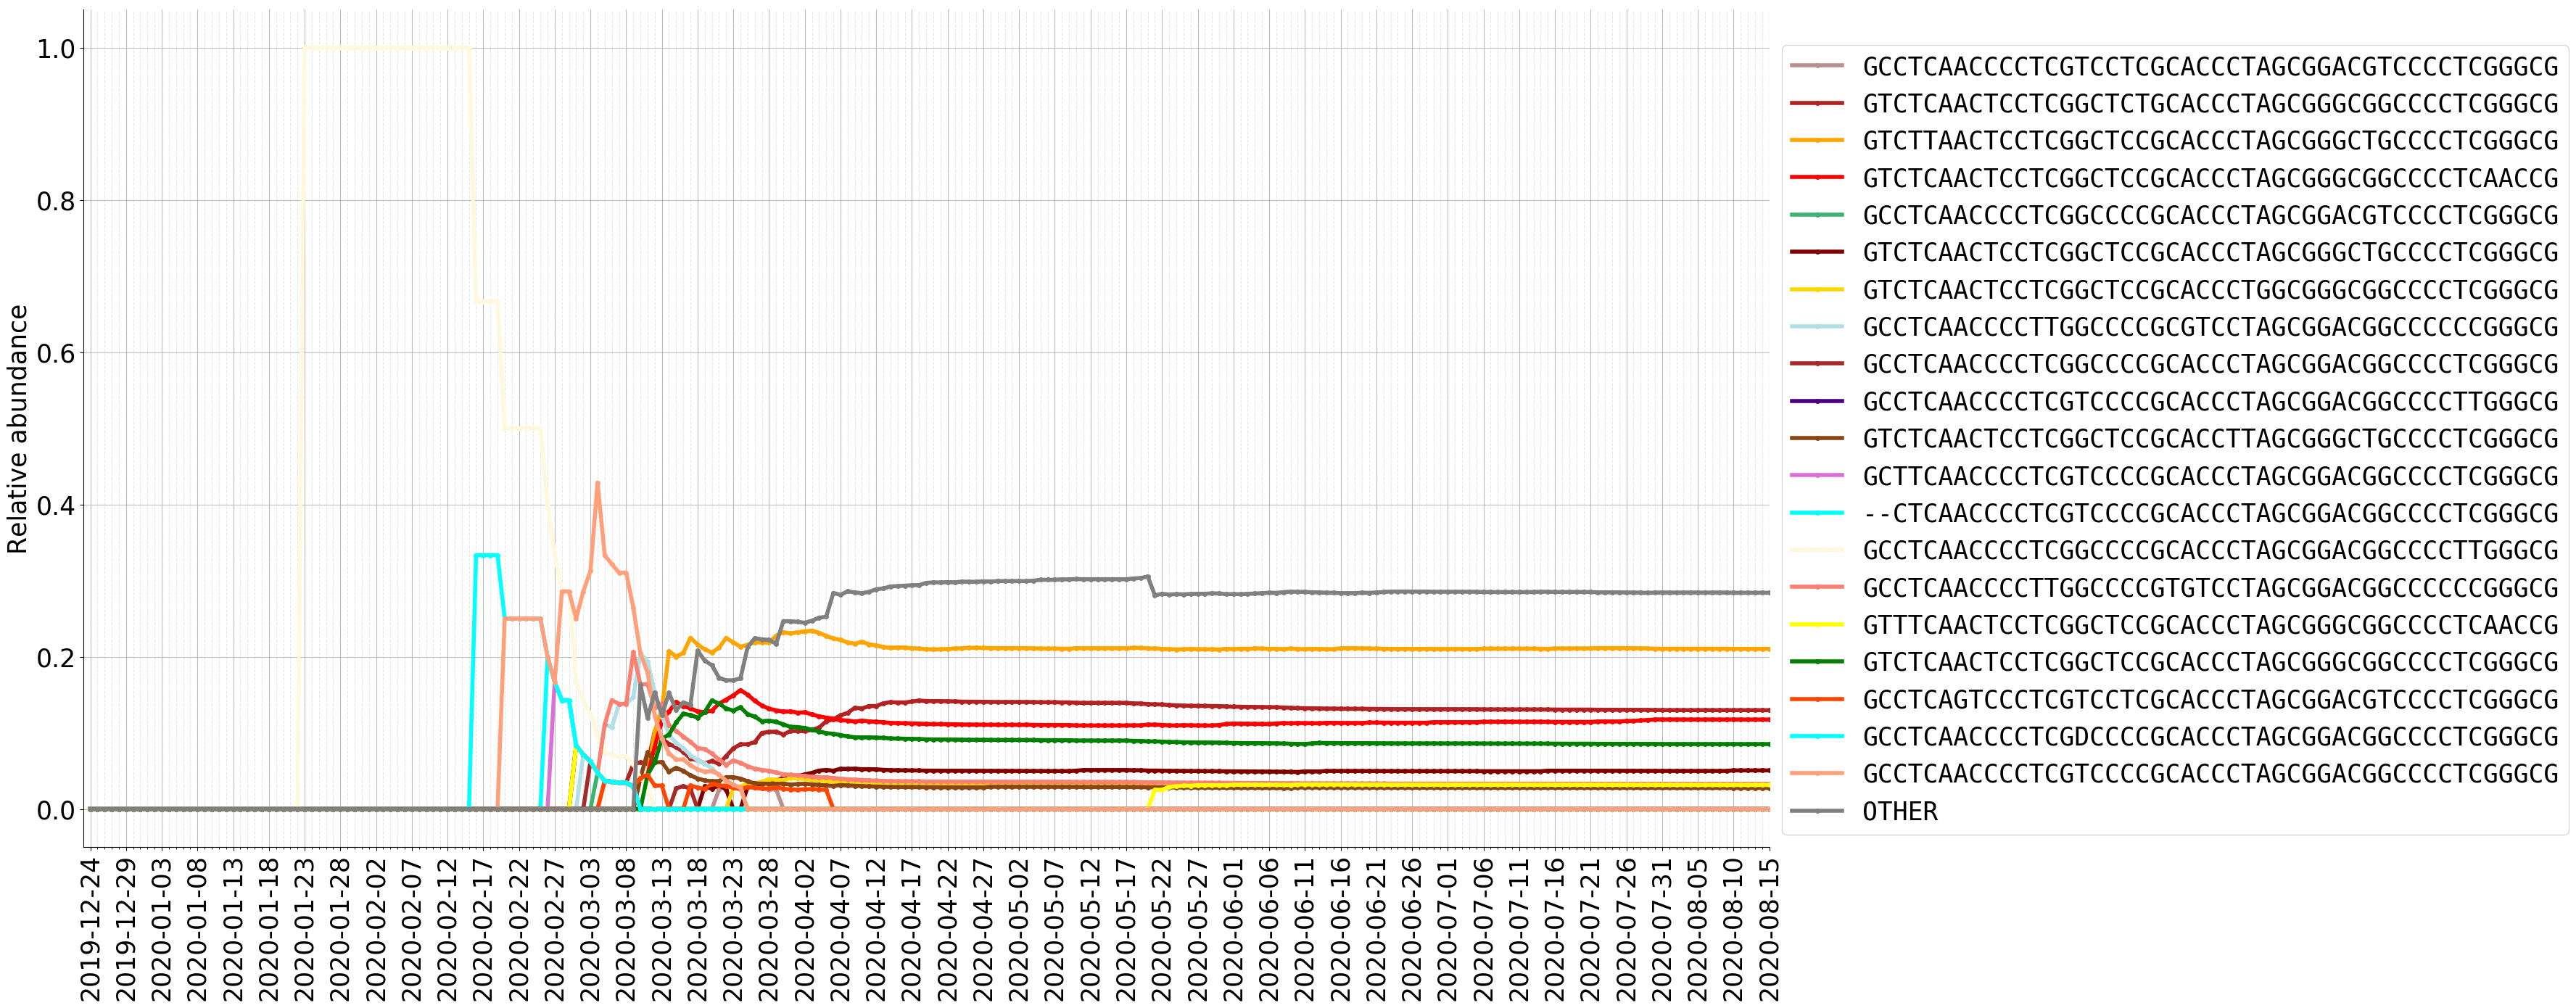 Relative abundance
1.0
0.8
0.6
0.4
0.2
0.0
2019-12-24
2019-12-29
2020-01-03
2020-01-08
2020-01-13
2020-01-18
2020-01-23
2020-01-28
2020-02-02
2020-02-07
2020-02-12
2020-02-17
2020-02-22
2020-02-27
2020-03-03
2020-03-08
2020-03-13
2020-03-18
2020-03-23
2020-03-28
2020-04-02
2020-04-07
2020-04-12
2020-04-17
2020-04-22
2020-04-27
2020-05-02
2020-05-07
2020-05-12
2020-05-17
2020-05-22
2020-05-27
2020-06-01
2020-06-06
2020-06-11
2020-06-16
2020-06-21
2020-06-26
2020-07-01
2020-07-06
2020-07-11
2020-07-16
2020-07-21
2020-07-26
2020-07-31
2020-08-05
2020-08-10
2020-08-15
GCCTCAACCCCTCGTCCTCGCACCCTAGCGGACGTCCCCTCGGGCG
GTCTCAACTCCTCGGCTCTGCACCCTAGCGGGCGGCCCCTCGGGCG
GTCTTAACTCCTCGGCTCCGCACCCTAGCGGGCTGCCCCTCGGGCG
GTCTCAACTCCTCGGCTCCGCACCCTAGCGGGCGGCCCCTCAACCG
GCCTCAACCCCTCGGCCCCGCACCCTAGCGGACGTCCCCTCGGGCG
GTCTCAACTCCTCGGCTCCGCACCCTAGCGGGCTGCCCCTCGGGCG
GTCTCAACTCCTCGGCTCCGCACCCTGGCGGGCGGCCCCTCGGGCG
GCCTCAACCCCTTGGCCCCGCGTCCTAGCGGACGGCCCCCCGGGCG
GCCTCAACCCCTCGGCCCCGCACCCTAGCGGACGGCCCCTCGGGCG
GCCTCAACCCCTCGTCCCCGCACCCTAGCGGACGGCCCCTTGGGCG
GTCTCAACTCCTCGGCTCCGCACCTTAGCGGGCTGCCCCTCGGGCG
GCTTCAACCCCTCGTCCCCGCACCCTAGCGGACGGCCCCTCGGGCG
--CTCAACCCCTCGTCCCCGCACCCTAGCGGACGGCCCCTCGGGCG
GCCTCAACCCCTCGGCCCCGCACCCTAGCGGACGGCCCCTTGGGCG
GCCTCAACCCCTTGGCCCCGTGTCCTAGCGGACGGCCCCCCGGGCG
GTTTCAACTCCTCGGCTCCGCACCCTAGCGGGCGGCCCCTCAACCG
GTCTCAACTCCTCGGCTCCGCACCCTAGCGGGCGGCCCCTCGGGCG
GCCTCAGTCCCTCGTCCTCGCACCCTAGCGGACGTCCCCTCGGGCG
GCCTCAACCCCTCGDCCCCGCACCCTAGCGGACGGCCCCTCGGGCG
GCCTCAACCCCTCGTCCCCGCACCCTAGCGGACGGCCCCTCGGGCG
OTHER